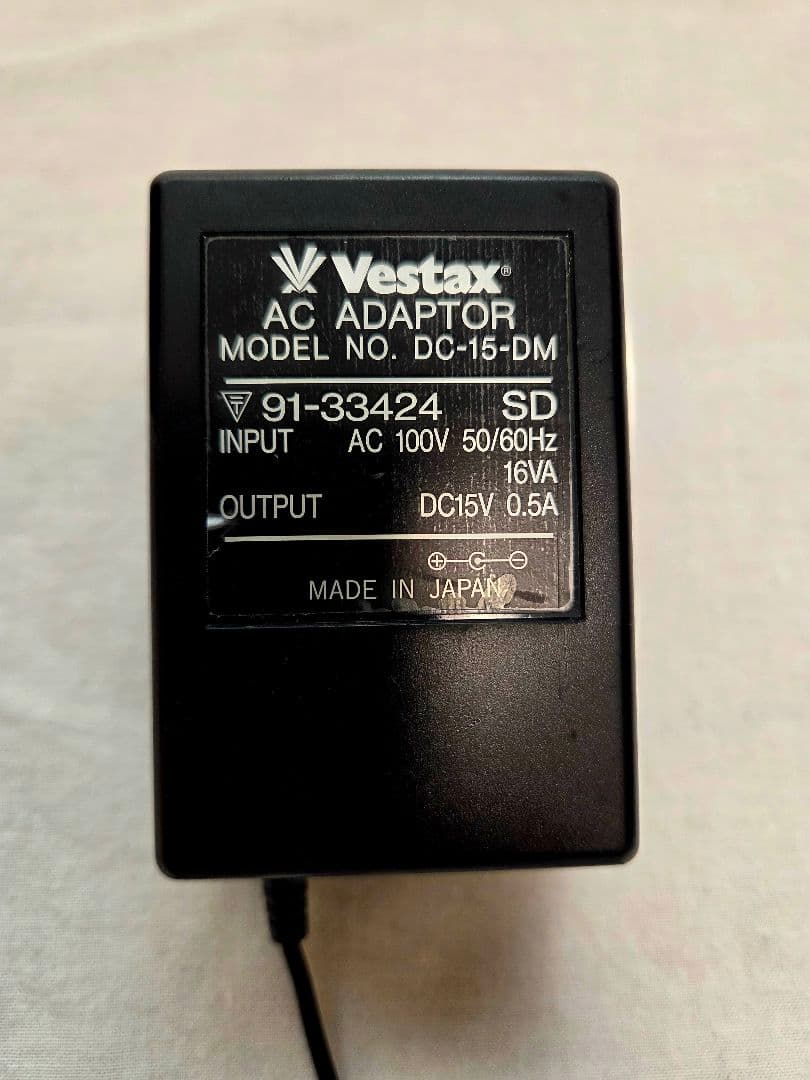 Vestax®
AC ADAPTOR
MODEL NO. DC-15-DM
T 91-33424 SD
INPUT AC 100V 50/60Hz
16VA
OUTPUT DC15V 0.5A
MADE IN JAPAN